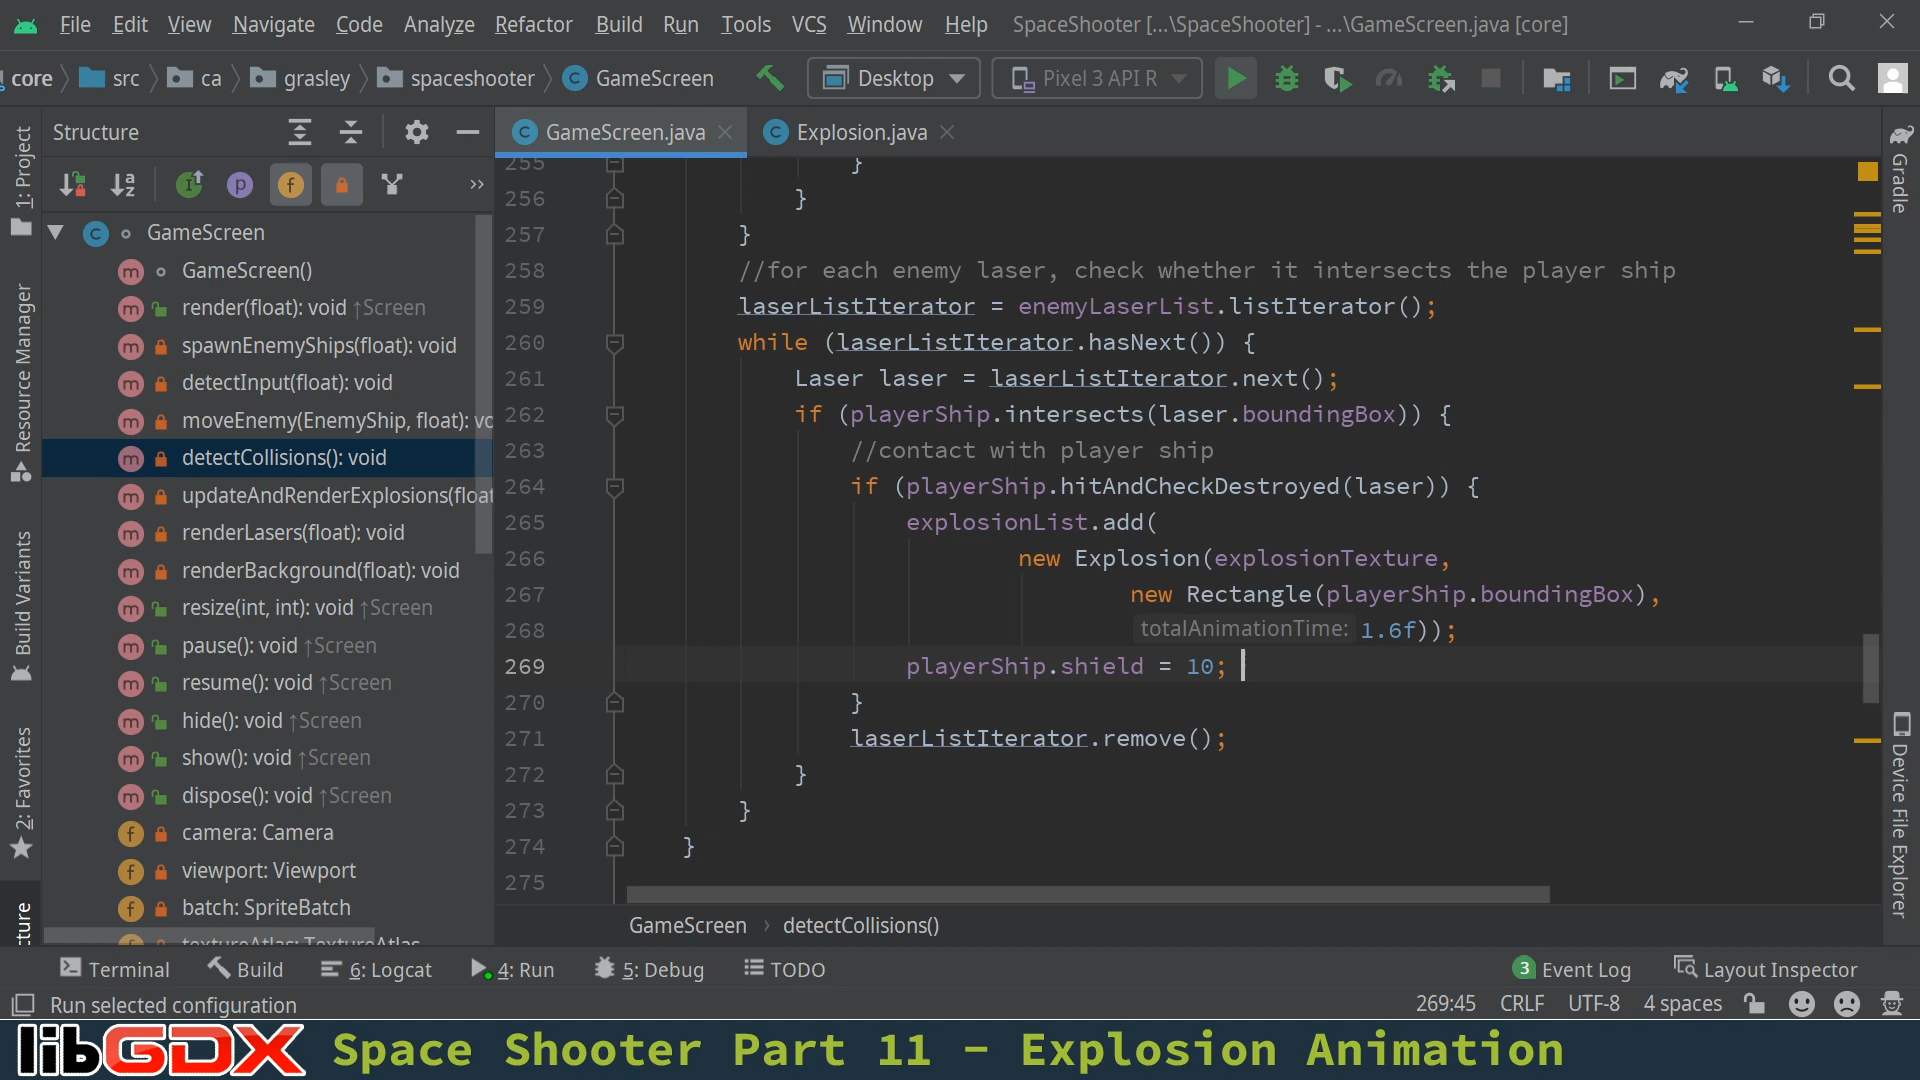 File Edit View Navigate Code Analyze Refactor Build Run Tools VCS Window Help SpaceShooter [...\SpaceShooter] - ...\GameScreen.java [core]
core src ca grasley spaceshooter GameScreen Desktop Pixel 3 API R
Structure
GameScreen.java Explosion.java
GameScreen
GameScreen()
render(float): void ↑Screen
spawnEnemyShips(float): void
detectInput(float): void
moveEnemy(EnemyShip, float): vo
detectCollisions(): void
updateAndRenderExplosions(float
renderLasers(float): void
renderBackground(float): void
resize(int, int): void ↑Screen
pause(): void ↑Screen
resume(): void ↑Screen
hide(): void ↑Screen
show(): void ↑Screen
dispose(): void ↑Screen
camera: Camera
viewport: Viewport
batch: SpriteBatch
textureAtlas: TextureAtlas
255 }
256 }
257 }
258 //for each enemy laser, check whether it intersects the player ship
259 laserListIterator = enemyLaserList.listIterator();
260 while (laserListIterator.hasNext()) {
261 Laser laser = laserListIterator.next();
262 if (playerShip.intersects(laser.boundingBox)) {
263 //contact with player ship
264 if (playerShip.hitAndCheckDestroyed(laser)) {
265 explosionList.add(
266 new Explosion(explosionTexture,
267 new Rectangle(playerShip.boundingBox),
268 totalAnimationTime: 1.6f));
269 playerShip.shield = 10;
270 }
271 laserListIterator.remove();
272 }
273 }
274 }
275
GameScreen › detectCollisions()
1: Project
Resource Manager
Build Variants
2: Favorites
cture
Gradle
Device File Explorer
Terminal Build 6: Logcat 4: Run 5: Debug TODO 3 Event Log Layout Inspector
Run selected configuration 269:45 CRLF UTF-8 4 spaces
libGDX Space Shooter Part 11 - Explosion Animation